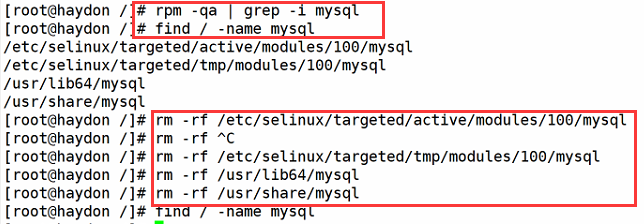 [root@haydon /]# rpm -qa | grep -i mysql
[root@haydon /]# find / -name mysql
/etc/selinux/targeted/active/modules/100/mysql
/etc/selinux/targeted/tmp/modules/100/mysql
/usr/lib64/mysql
/usr/share/mysql
[root@haydon /]# rm -rf /etc/selinux/targeted/active/modules/100/mysql
[root@haydon /]# rm -rf ^C
[root@haydon /]# rm -rf /etc/selinux/targeted/tmp/modules/100/mysql
[root@haydon /]# rm -rf /usr/lib64/mysql
[root@haydon /]# rm -rf /usr/share/mysql
[root@haydon /]# find / -name mysql